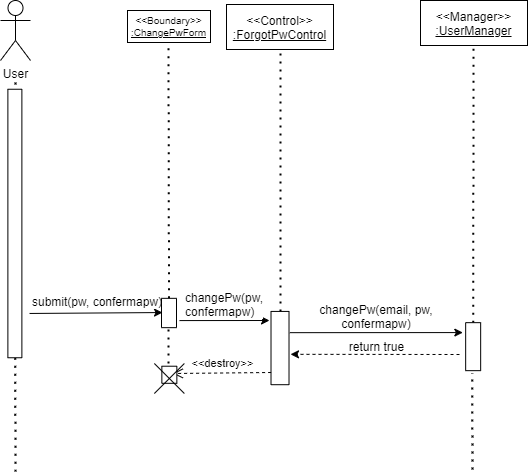 <<Boundary>>
:ChangePwForm
<<Control>>
:ForgotPwControl
<<Manager>>
:UserManager
User
submit(pw, confermapw)
changePw(pw,
confermapw)
changePw(email, pw,
confermapw)
return true
<<destroy>>